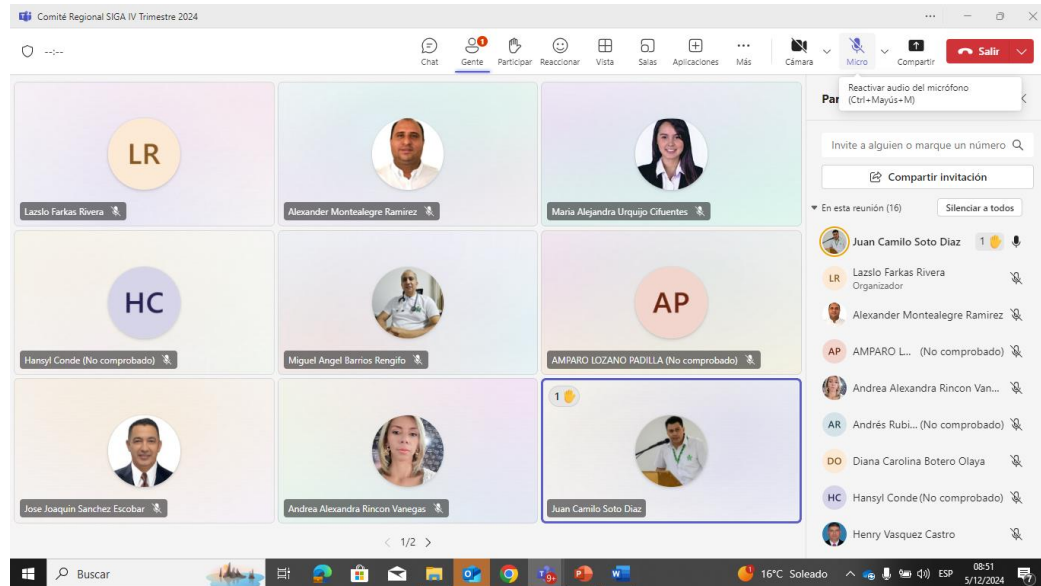 Comité Regional SIGA IV Trimestre 2024
--:--
Chat
Gente
1
Participar
Reaccionar
Vista
Salas
Aplicaciones
Más
Cámara
Micro
Compartir
Salir
Reactivar audio del micrófono
(Ctrl+Mayús+M)
Par
LR
Lazslo Farkas Rivera
Alexander Montealegre Ramirez
Maria Alejandra Urquijo Cifuentes
HC
Hansyl Conde (No comprobado)
Miguel Angel Barrios Rengifo
AP
AMPARO LOZANO PADILLA (No comprobado)
Jose Joaquin Sanchez Escobar
Andrea Alexandra Rincon Vanegas
1
Juan Camilo Soto Diaz
1/2
Invite a alguien o marque un número
Compartir invitación
En esta reunión (16)
Silenciar a todos
Juan Camilo Soto Diaz 1
LR Lazslo Farkas Rivera
Organizador
Alexander Montealegre Ramirez
AP AMPARO L... (No comprobado)
Andrea Alexandra Rincon Van...
AR Andrés Rubi... (No comprobado)
DO Diana Carolina Botero Olaya
HC Hansyl Conde (No comprobado)
Henry Vasquez Castro
Buscar
9+
16°C Soleado
ESP
08:51
5/12/2024
7